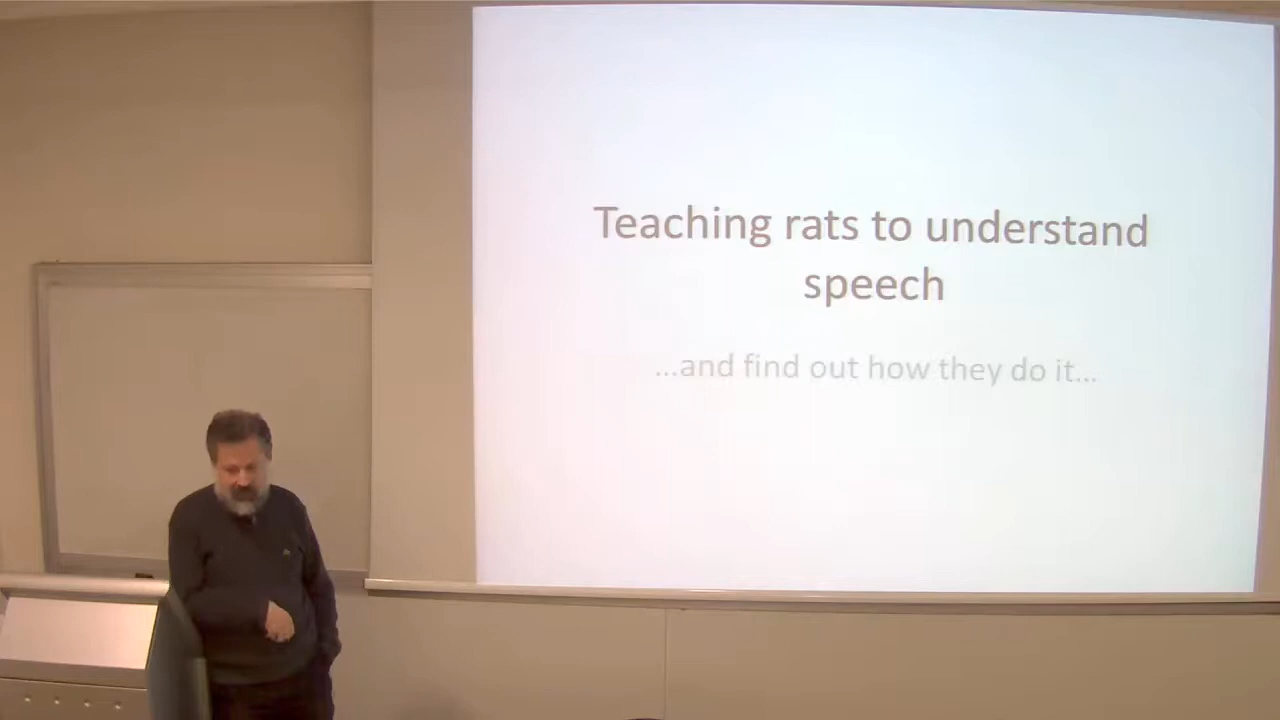 Teaching rats to understand
speech
...and find out how they do it...